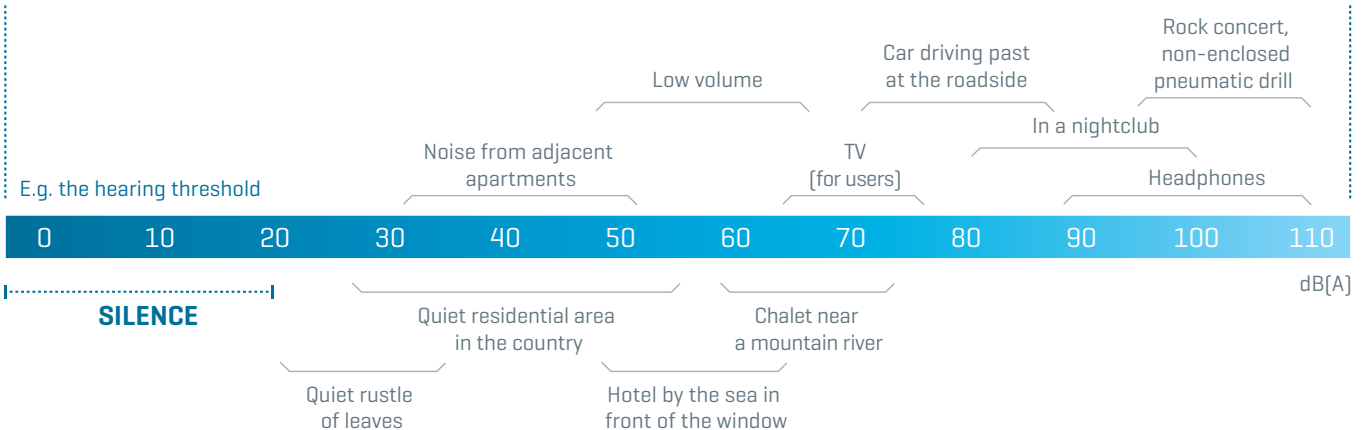 Rock concert,
non-enclosed
pneumatic drill
Car driving past
at the roadside
Low volume
In a nightclub
Noise from adjacent
apartments
TV
(for users)
Headphones
E.g. the hearing threshold
0 10 20 30 40 50 60 70 80 90 100 110
dB(A)
SILENCE
Quiet residential area
in the country
Chalet near
a mountain river
Quiet rustle
of leaves
Hotel by the sea in
front of the window